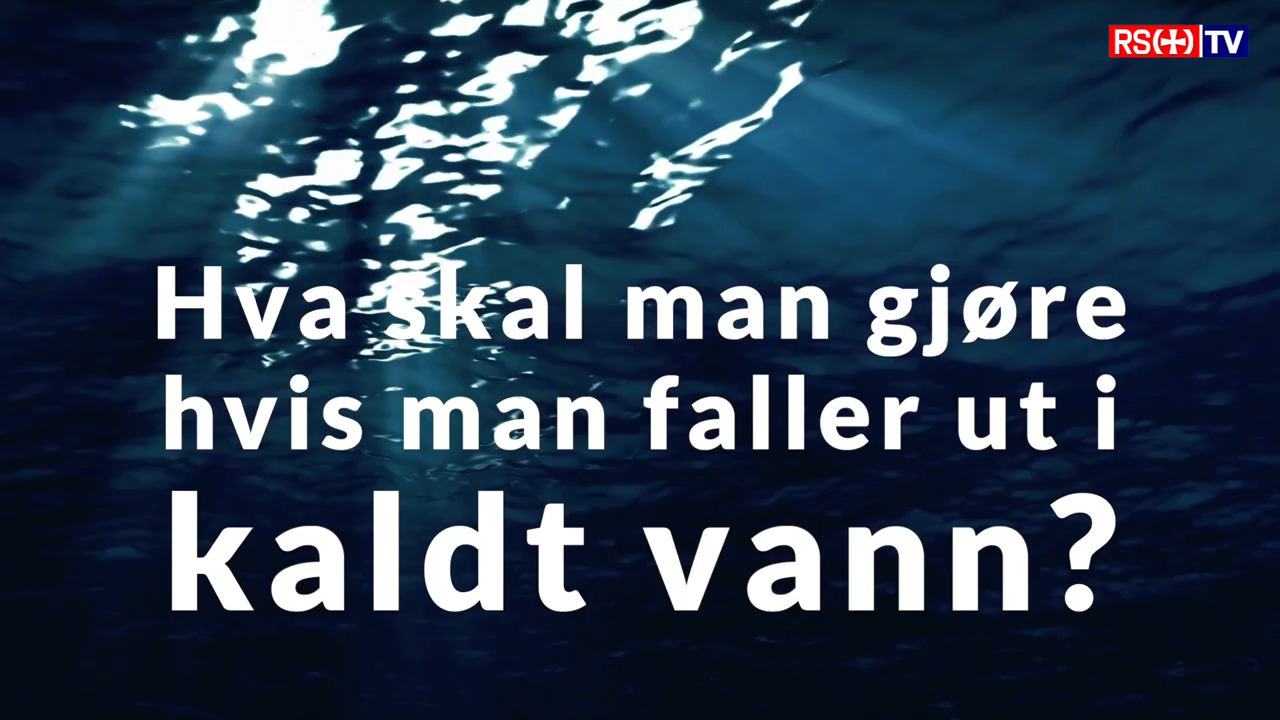 RS(+)|TV
Hva skal man gjøre
hvis man faller ut i
kaldt vann?